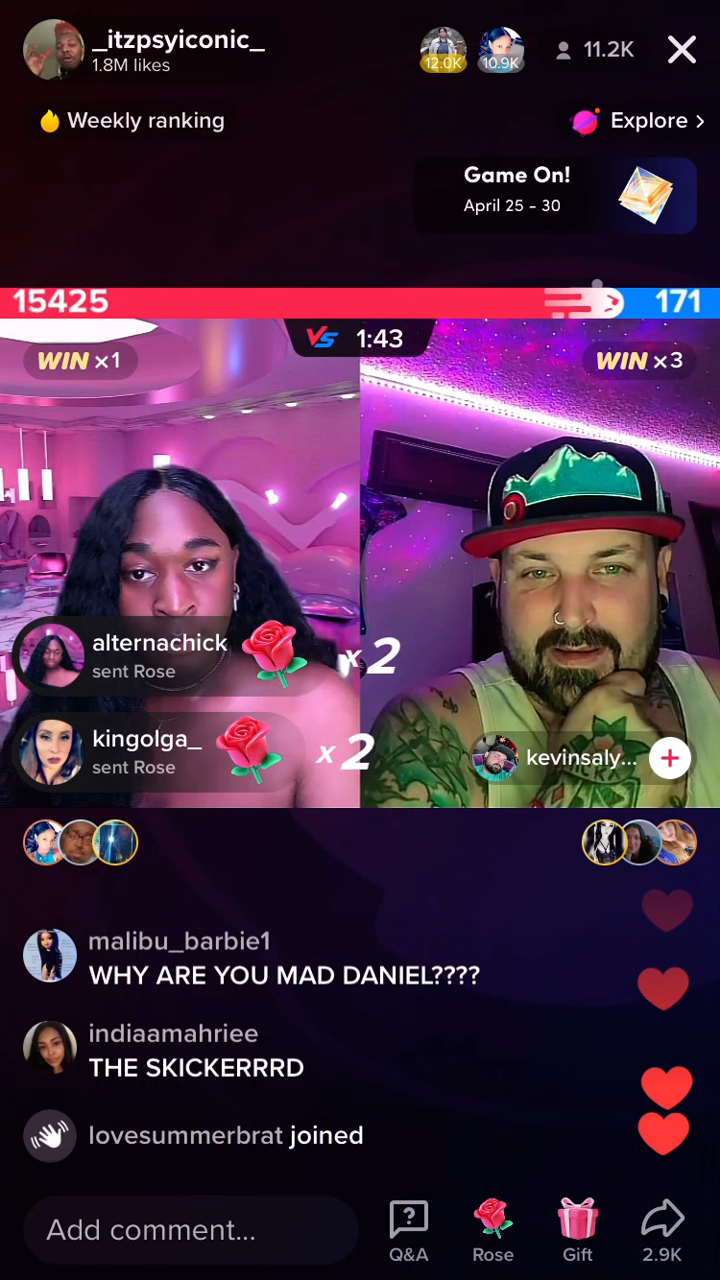 _itzpsyiconic_
1.8M likes
12.0K
10.9K
11.2K
Weekly ranking
Explore >
Game On!
April 25 - 30
15425
171
VS 1:43
WIN x1
WIN x3
alternachick
sent Rose
x2
kingolga_
sent Rose
x2
kevinsaly...
malibu_barbie1
WHY ARE YOU MAD DANIEL????
indiaamahriee
THE SKICKERRRD
lovesummerbrat joined
Add comment...
Q&A
Rose
Gift
2.9K